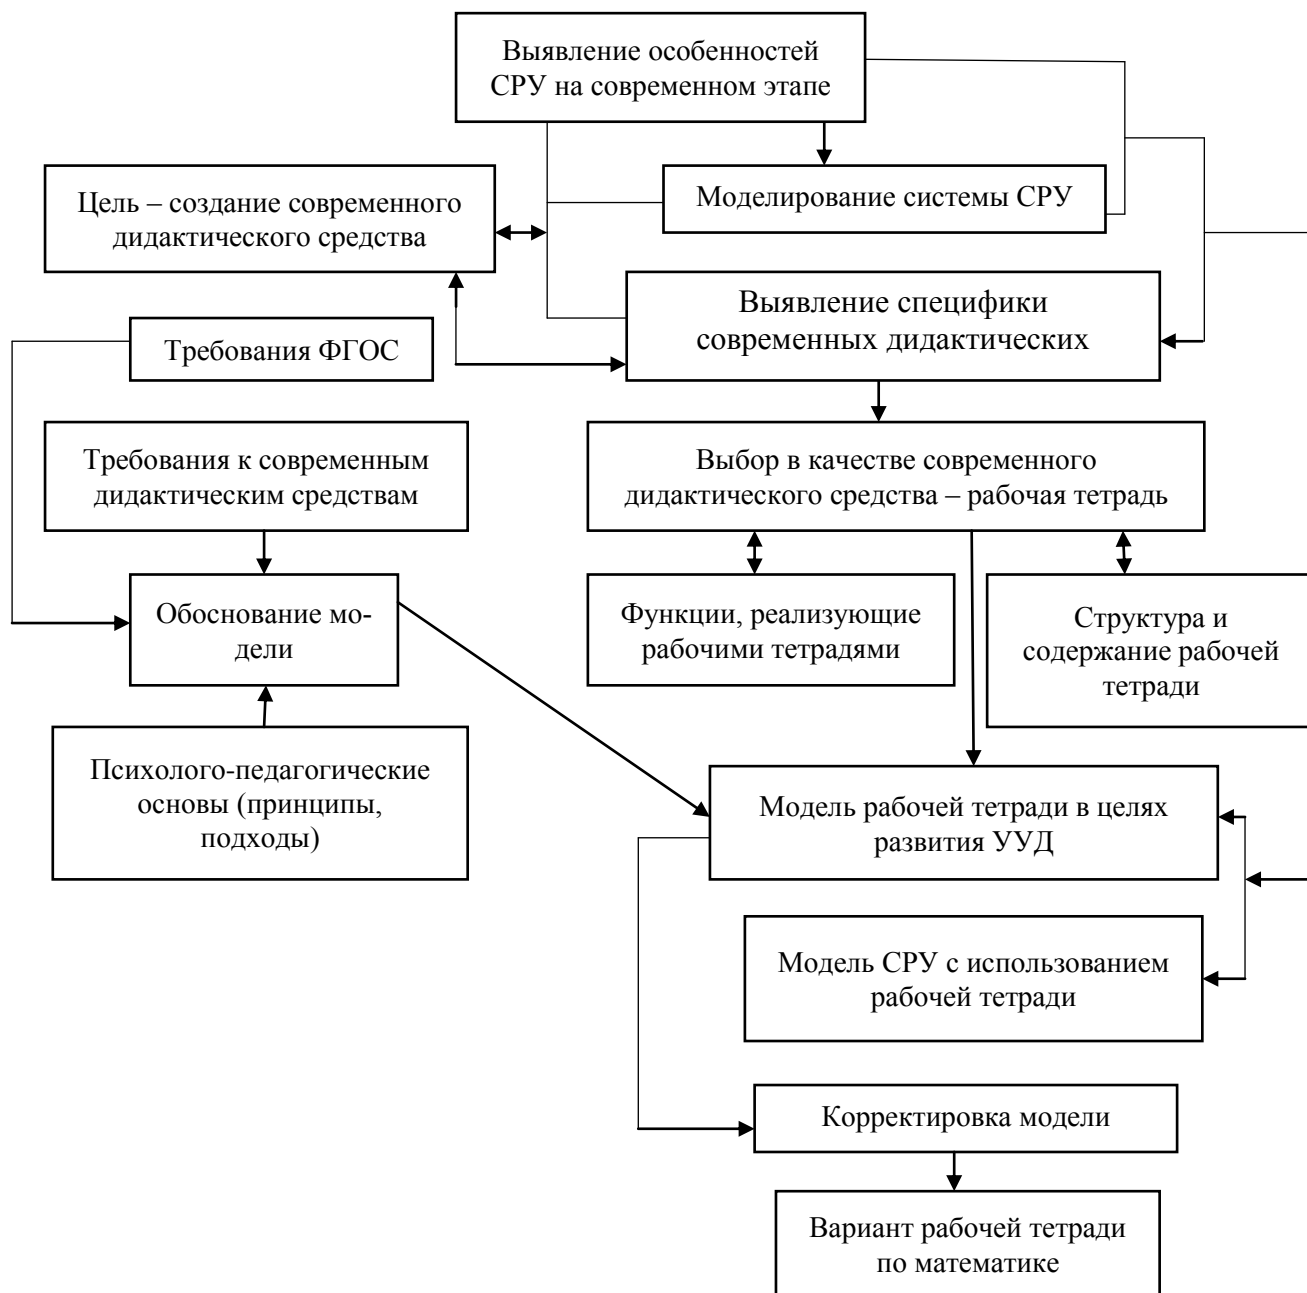 Выявление особенностей
СРУ на современном этапе
Моделирование системы СРУ
Цель – создание современного
дидактического средства
Выявление специфики
современных дидактических
Требования ФГОС
Требования к современным
дидактическим средствам
Выбор в качестве современного
дидактического средства – рабочая тетрадь
Обоснование мо-
дели
Функции, реализующие
рабочими тетрадями
Структура и
содержание рабочей
тетради
Психолого-педагогические
основы (принципы,
подходы)
Модель рабочей тетради в целях
развития УУД
Модель СРУ с использованием
рабочей тетради
Корректировка модели
Вариант рабочей тетради
по математике